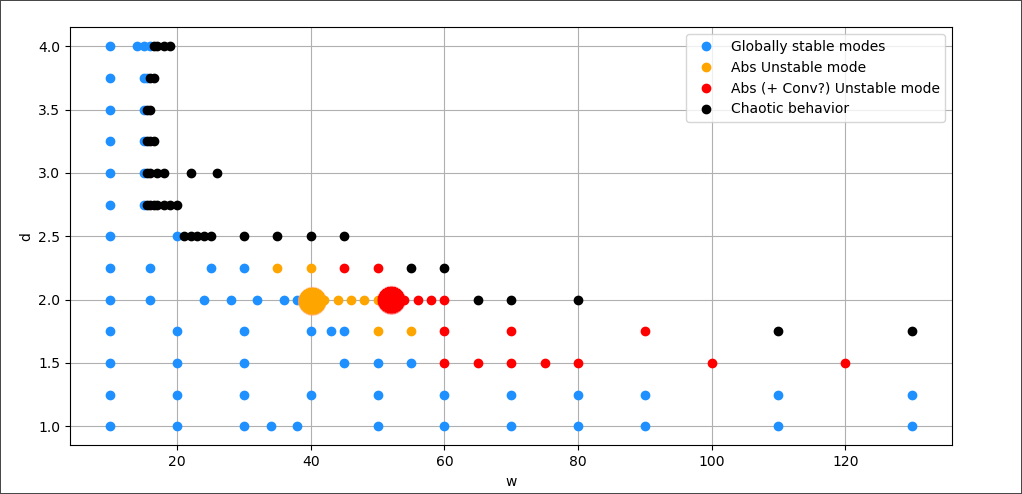 Globally stable modes
Abs Unstable mode
Abs (+ Conv?) Unstable mode
Chaotic behavior
4.0
3.5
3.0
2.5
2.0
1.5
1.0
d
20 40 60 80 100 120
w